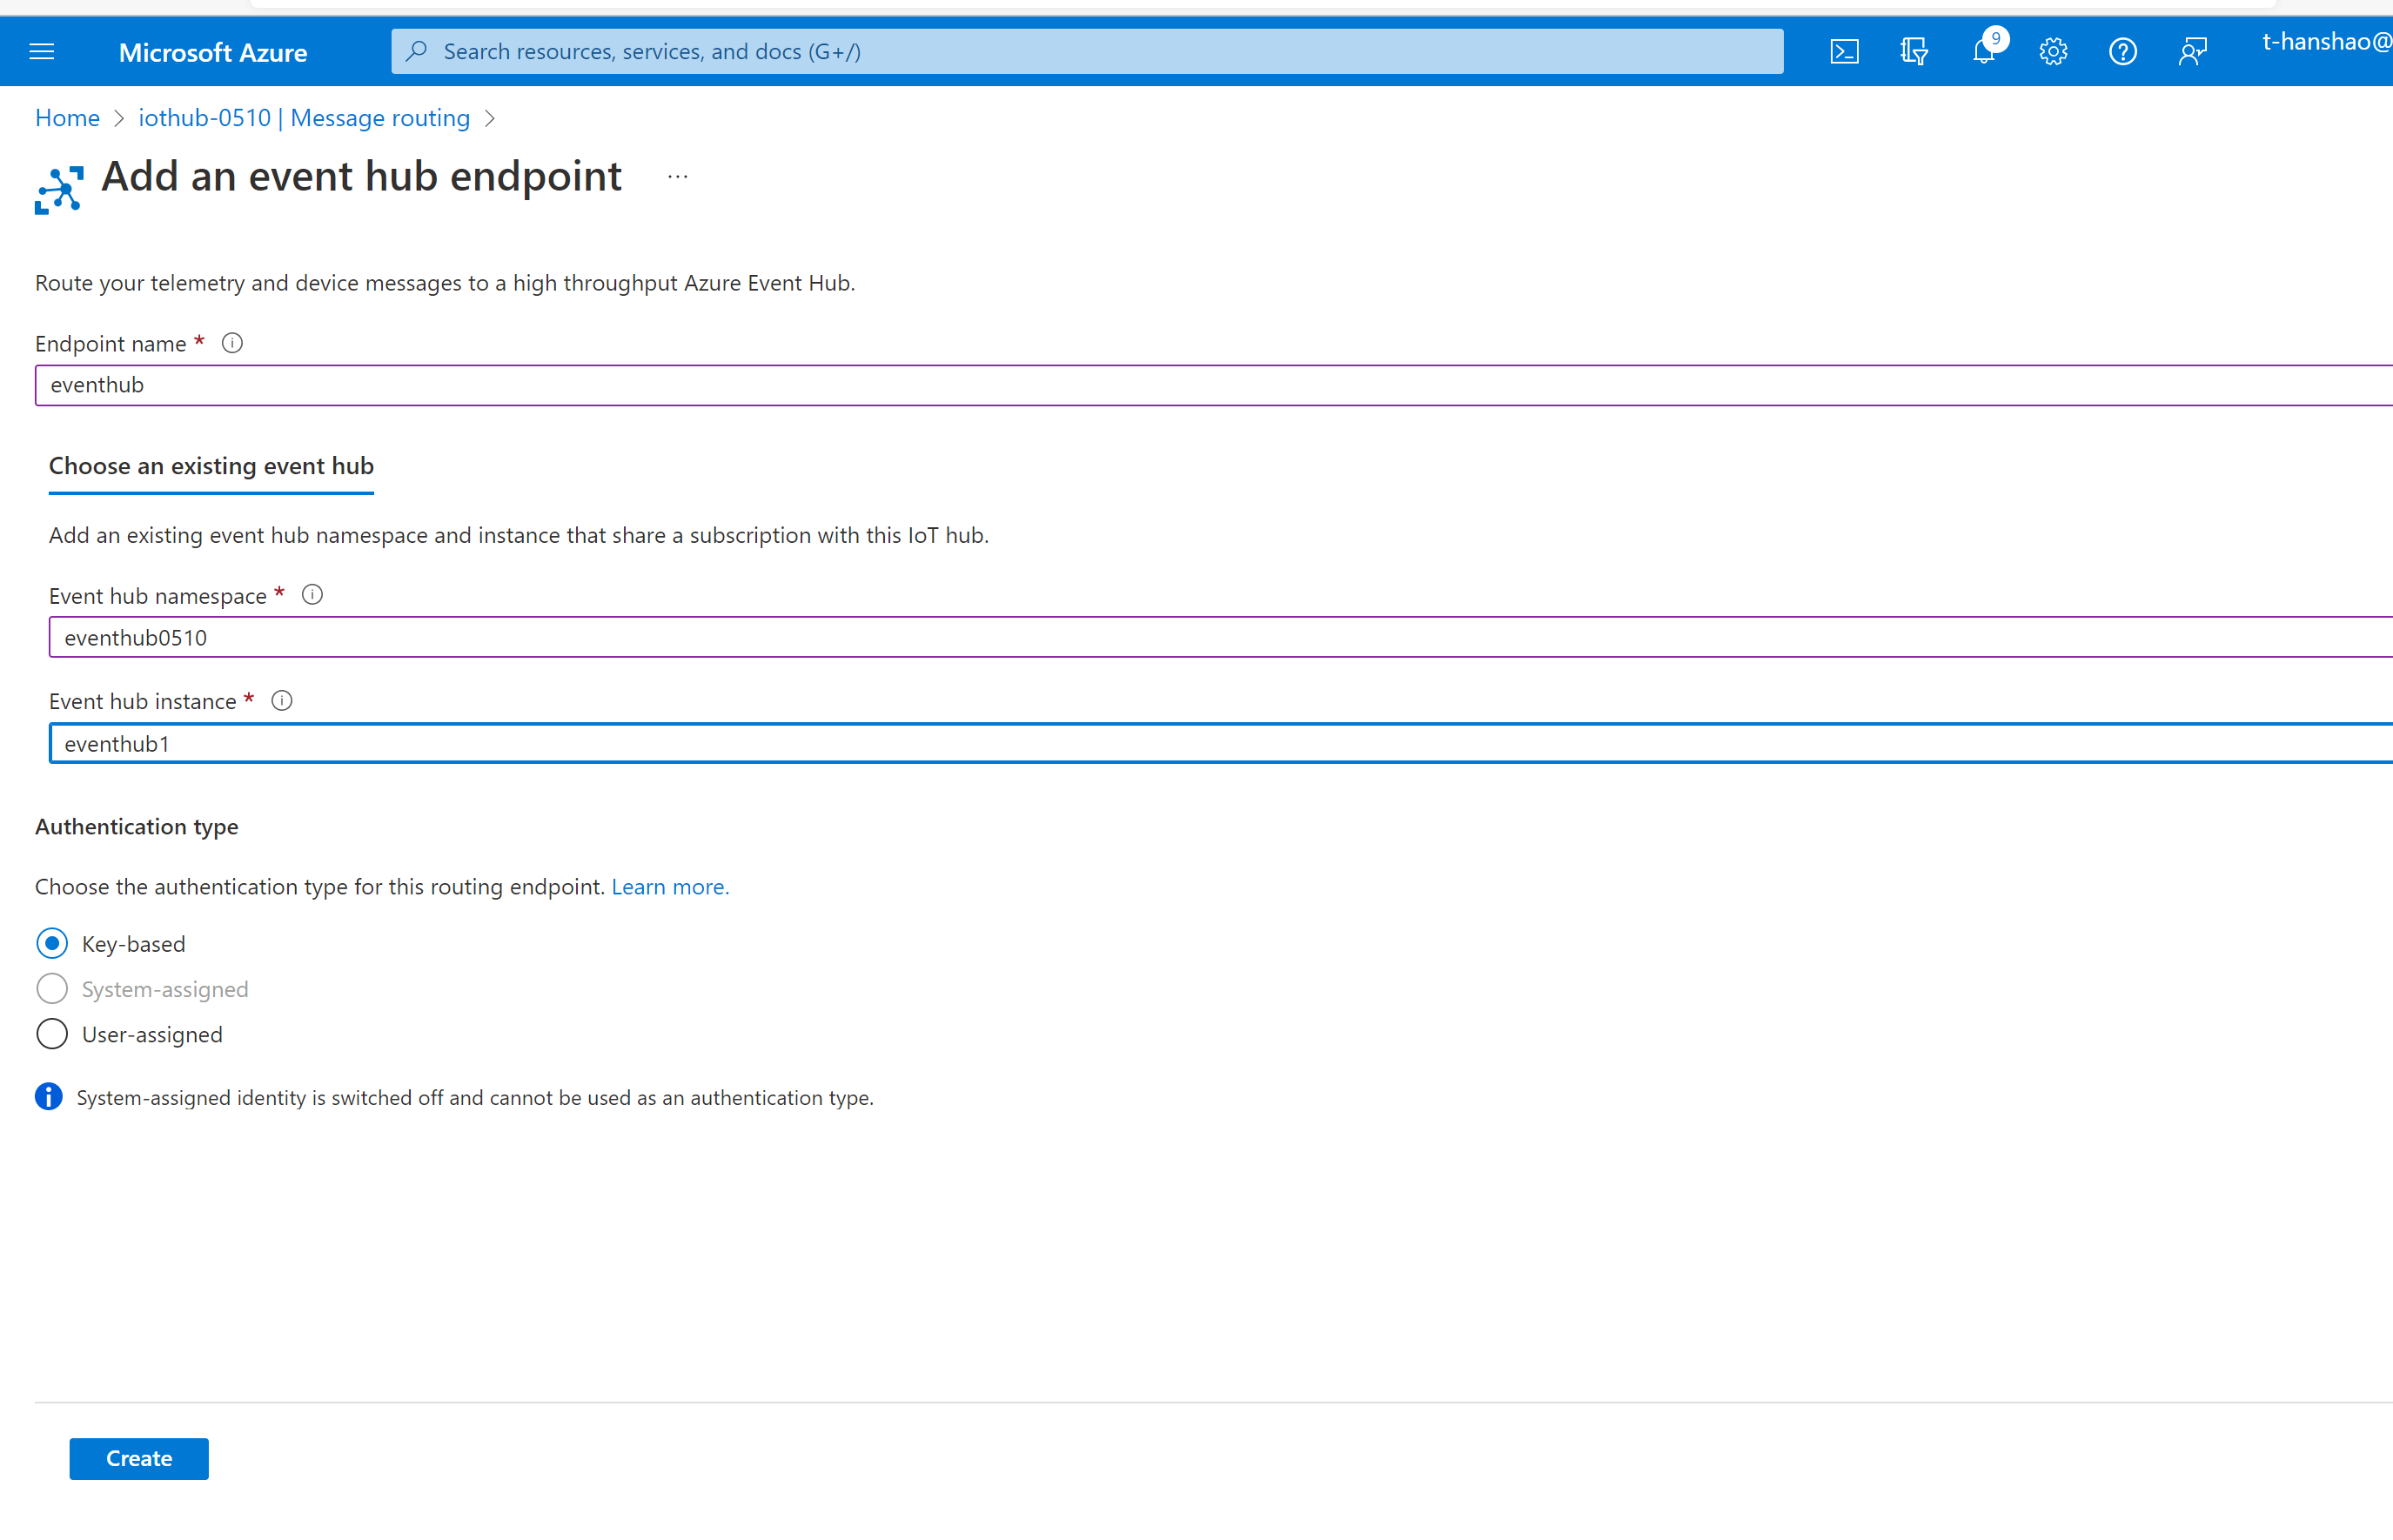 Microsoft Azure
Search resources, services, and docs (G+/)
9
t-hanshao@
Home > iothub-0510 | Message routing >
Add an event hub endpoint ...
Route your telemetry and device messages to a high throughput Azure Event Hub.
Endpoint name *
eventhub
Choose an existing event hub
Add an existing event hub namespace and instance that share a subscription with this IoT hub.
Event hub namespace *
eventhub0510
Event hub instance *
eventhub1
Authentication type
Choose the authentication type for this routing endpoint. Learn more.
Key-based
System-assigned
User-assigned
System-assigned identity is switched off and cannot be used as an authentication type.
Create